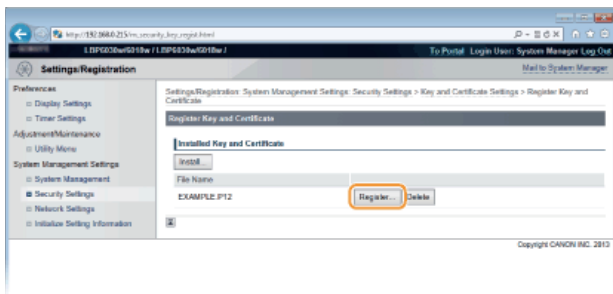 http://192.168.0.215/m_security_key_regist.html
LBP6030w/6018w / LBP6030w/6018w /
To Portal Login User: System Manager Log Out
Settings/Registration
Mail to System Manager
Preferences
Display Settings
Timer Settings
Adjustment/Maintenance
Utility Menu
System Management Settings
System Management
Security Settings
Network Settings
Initialize Setting Information
Settings/Registration: System Management Settings: Security Settings > Key and Certificate Settings > Register Key and
Certificate
Register Key and Certificate
Installed Key and Certificate
Install...
File Name
EXAMPLE.P12
Register...
Delete
Copyright CANON INC. 2013